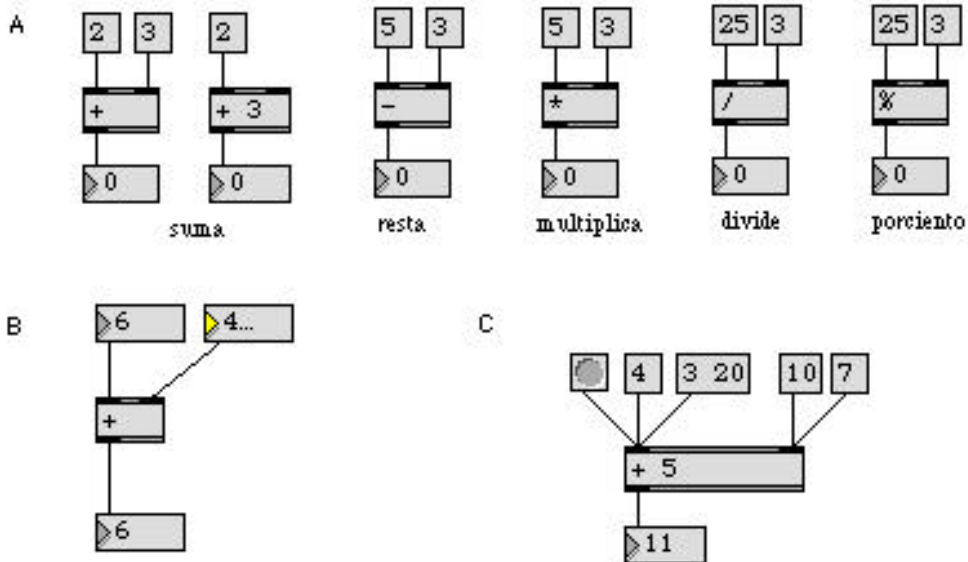 A
2 3 2 5 3 5 3 25 3 25 3
+ + 3 - * / %
0 0 0 0 0 0
suma resta multiplica divide porciento
B
6 4...
+
6
C
4 3 20 10 7
+ 5
11